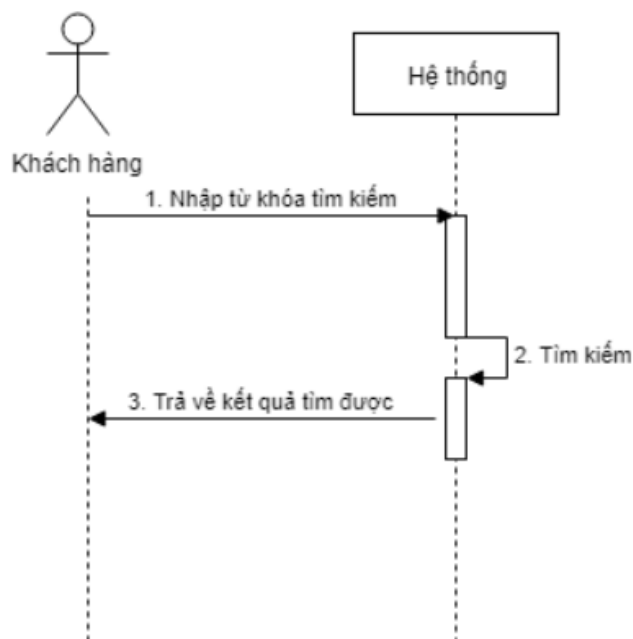 Hệ thống
Khách hàng
1. Nhập từ khóa tìm kiếm
2. Tìm kiếm
3. Trả về kết quả tìm được